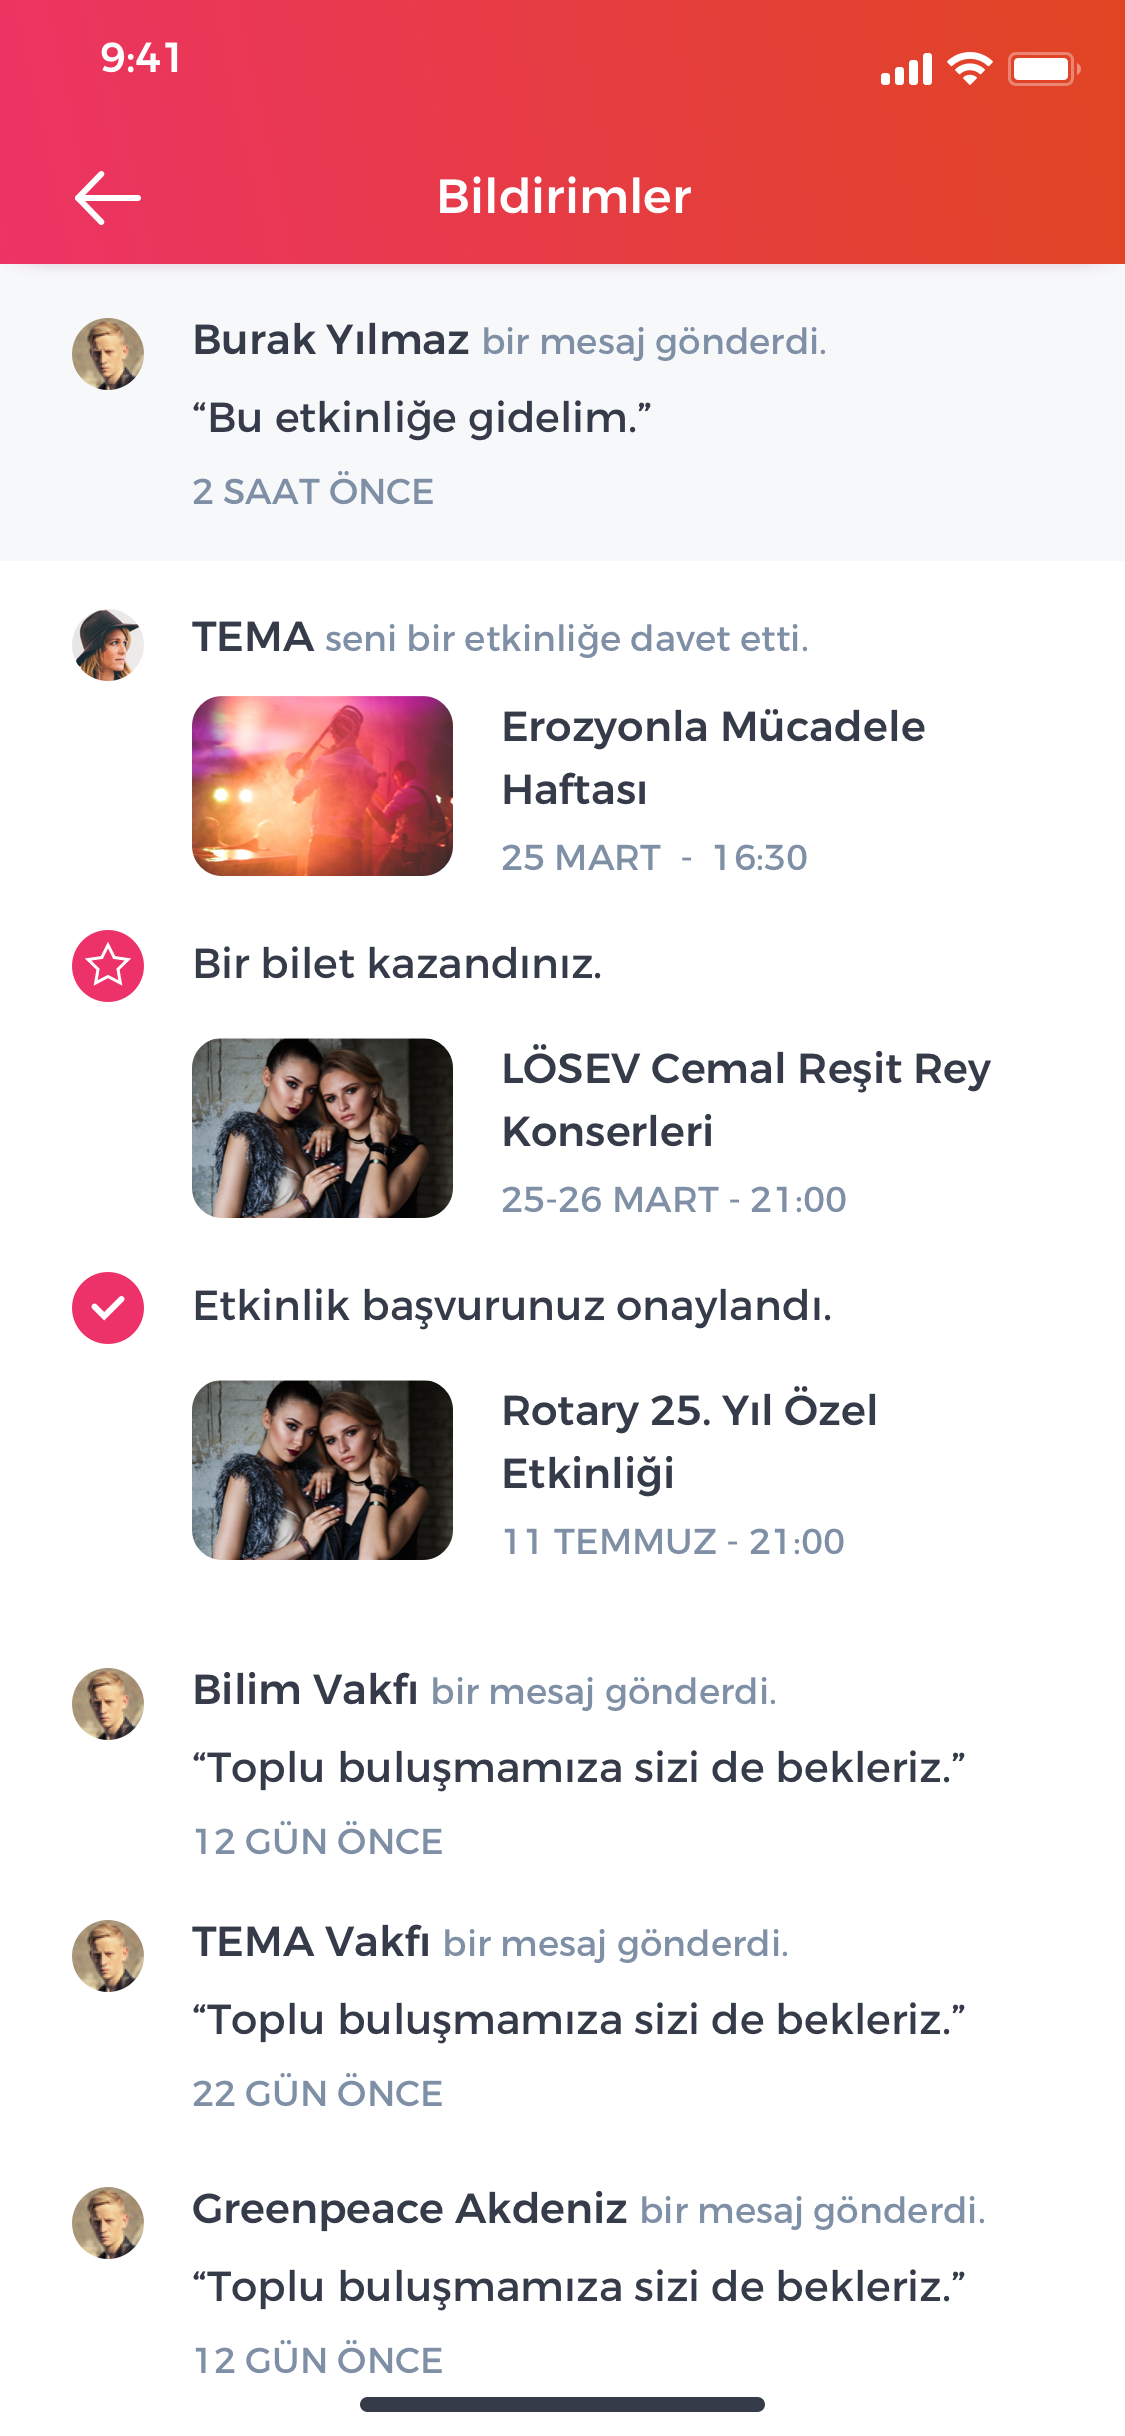 9:41
Bildirimler
Burak Yılmaz bir mesaj gönderdi.
“Bu etkinliğe gidelim.”
2 SAAT ÖNCE
TEMA seni bir etkinliğe davet etti.
Erozyonla Mücadele
Haftası
25 MART - 16:30
Bir bilet kazandınız.
LÖSEV Cemal Reşit Rey
Konserleri
25-26 MART - 21:00
Etkinlik başvurunuz onaylandı.
Rotary 25. Yıl Özel
Etkinliği
11 TEMMUZ - 21:00
Bilim Vakfı bir mesaj gönderdi.
“Toplu buluşmamıza sizi de bekleriz.”
12 GÜN ÖNCE
TEMA Vakfı bir mesaj gönderdi.
“Toplu buluşmamıza sizi de bekleriz.”
22 GÜN ÖNCE
Greenpeace Akdeniz bir mesaj gönderdi.
“Toplu buluşmamıza sizi de bekleriz.”
12 GÜN ÖNCE